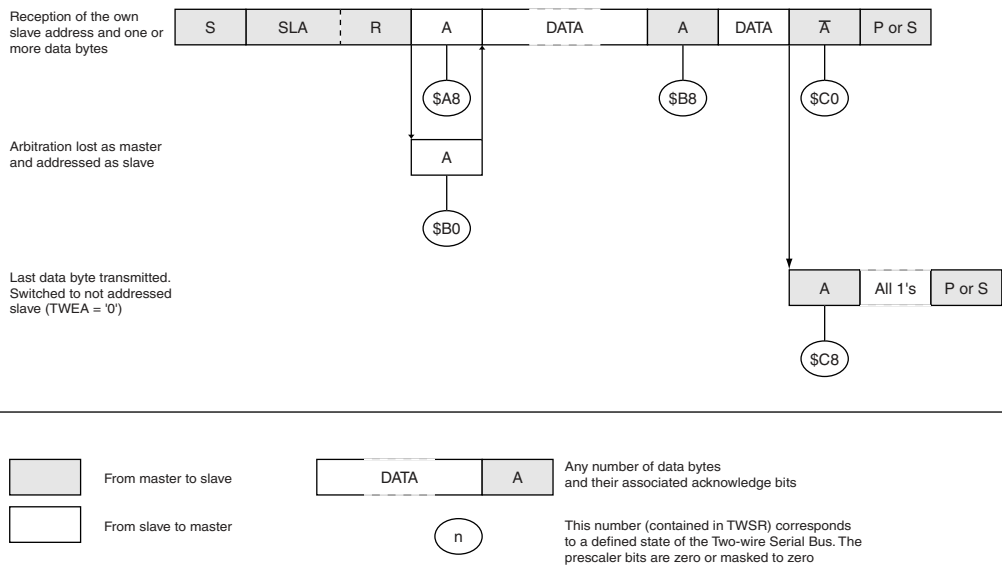 Reception of the own
slave address and one or
more data bytes
S SLA R A DATA A DATA A̅ P or S
$A8 $B8 $C0
Arbitration lost as master
and addressed as slave
A
$B0
Last data byte transmitted.
Switched to not addressed
slave (TWEA = '0')
A All 1's P or S
$C8
From master to slave
DATA A
Any number of data bytes
and their associated acknowledge bits
From slave to master
n
This number (contained in TWSR) corresponds
to a defined state of the Two-wire Serial Bus. The
prescaler bits are zero or masked to zero